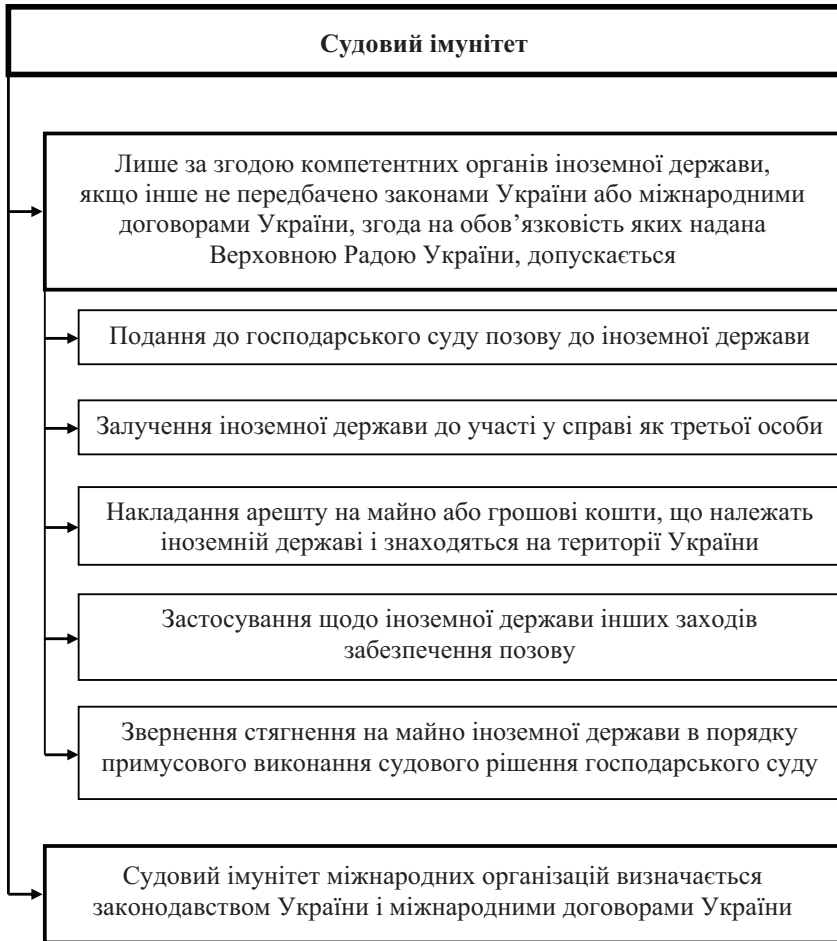 Судовий імунітет
Лише за згодою компетентних органів іноземної держави,
якщо інше не передбачено законами України або міжнародними
договорами України, згода на обов’язковість яких надана
Верховною Радою України, допускається
Подання до господарського суду позову до іноземної держави
Залучення іноземної держави до участі у справі як третьої особи
Накладання арешту на майно або грошові кошти, що належать
іноземній державі і знаходяться на території України
Застосування щодо іноземної держави інших заходів
забезпечення позову
Звернення стягнення на майно іноземної держави в порядку
примусового виконання судового рішення господарського суду
Судовий імунітет міжнародних організацій визначається
законодавством України і міжнародними договорами України